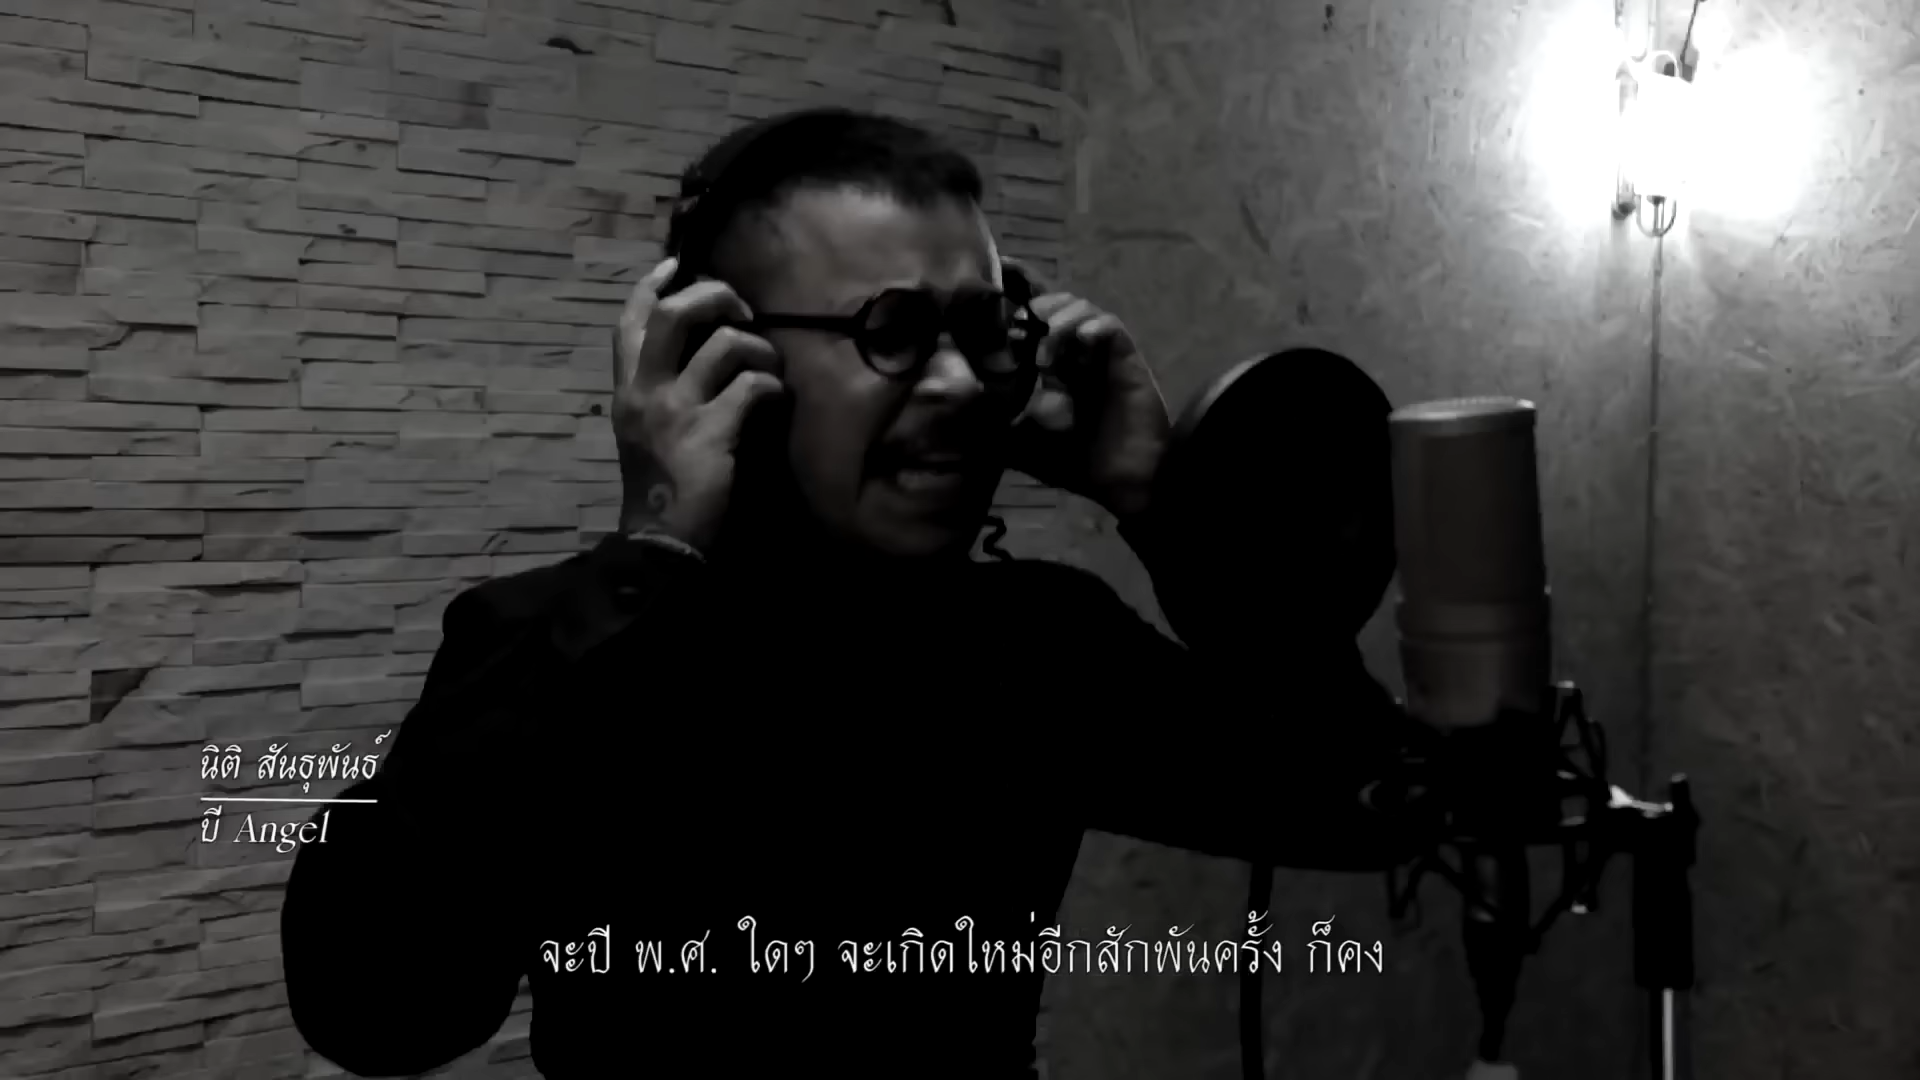 นิติ สันธุพันธ์
บี Angel
จะปี พ.ศ. ใดๆ จะเกิดใหม่อีกสักพันครั้ง ก็คง